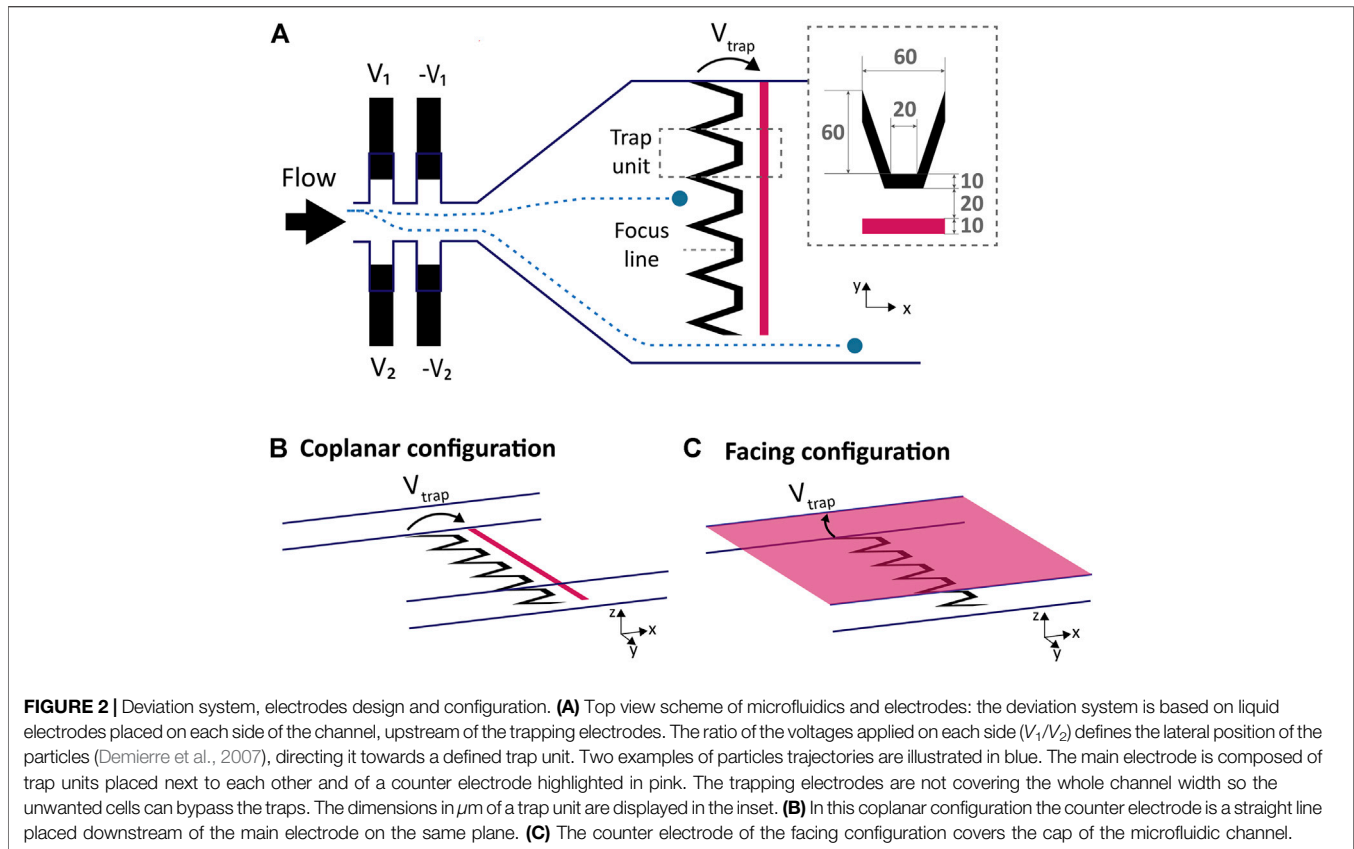 A
V₁ -V₁
V trap
60
20
60
10
20
10
Trap
unit
Flow
Focus
line
y
x
V₂ -V₂
B Coplanar configuration
V trap
z
x
y
C Facing configuration
V trap
z
x
y
FIGURE 2 | Deviation system, electrodes design and configuration. (A) Top view scheme of microfluidics and electrodes: the deviation system is based on liquid
electrodes placed on each side of the channel, upstream of the trapping electrodes. The ratio of the voltages applied on each side (V₁/V₂) defines the lateral position of the
particles (Demierre et al., 2007), directing it towards a defined trap unit. Two examples of particles trajectories are illustrated in blue. The main electrode is composed of
trap units placed next to each other and of a counter electrode highlighted in pink. The trapping electrodes are not covering the whole channel width so the
unwanted cells can bypass the traps. The dimensions in μm of a trap unit are displayed in the inset. (B) In this coplanar configuration the counter electrode is a straight line
placed downstream of the main electrode on the same plane. (C) The counter electrode of the facing configuration covers the cap of the microfluidic channel.